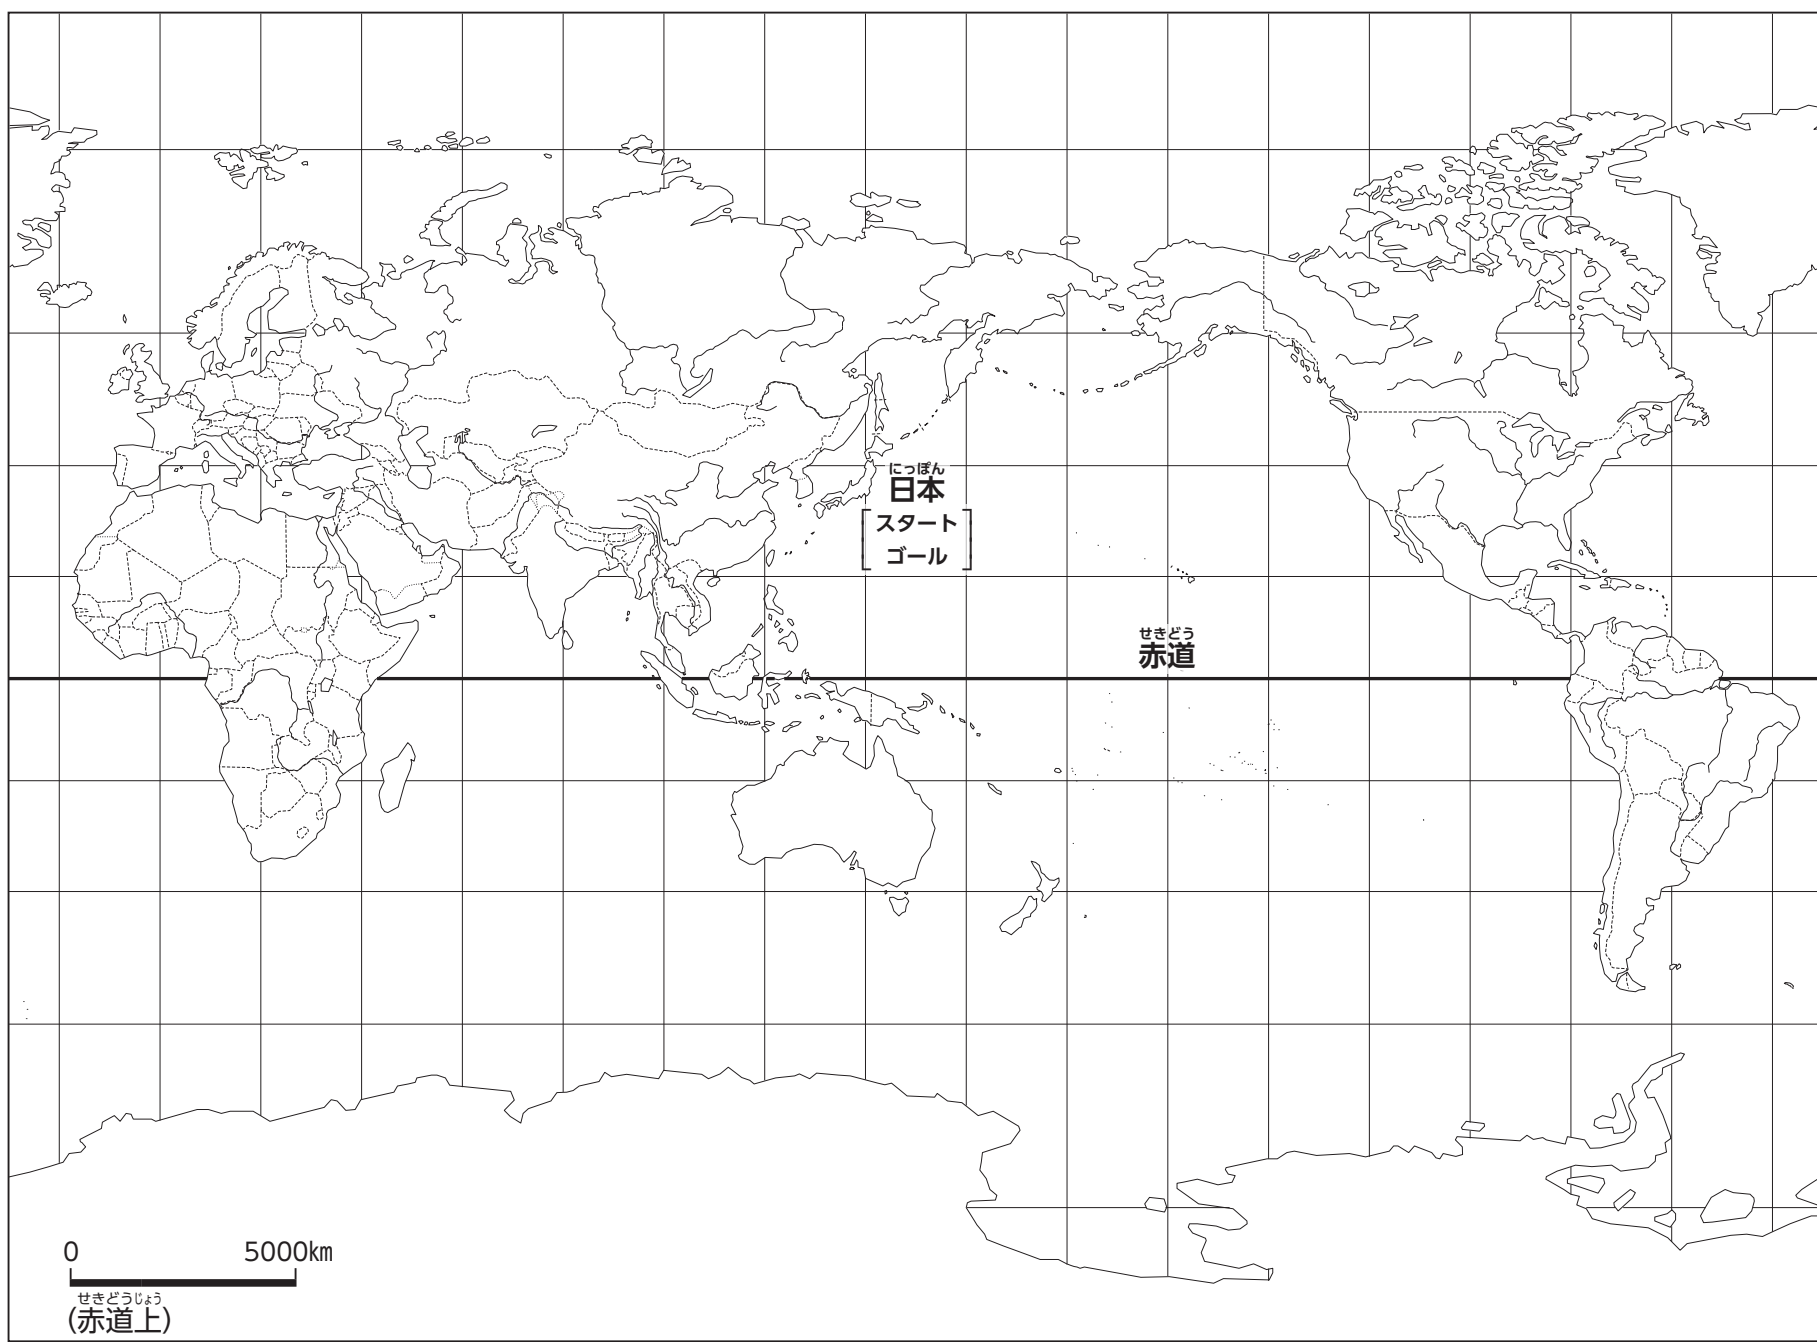 にっぽん
日本
スタート
ゴール
せきどう
赤道
0 5000km
せきどうじょう
(赤道上)